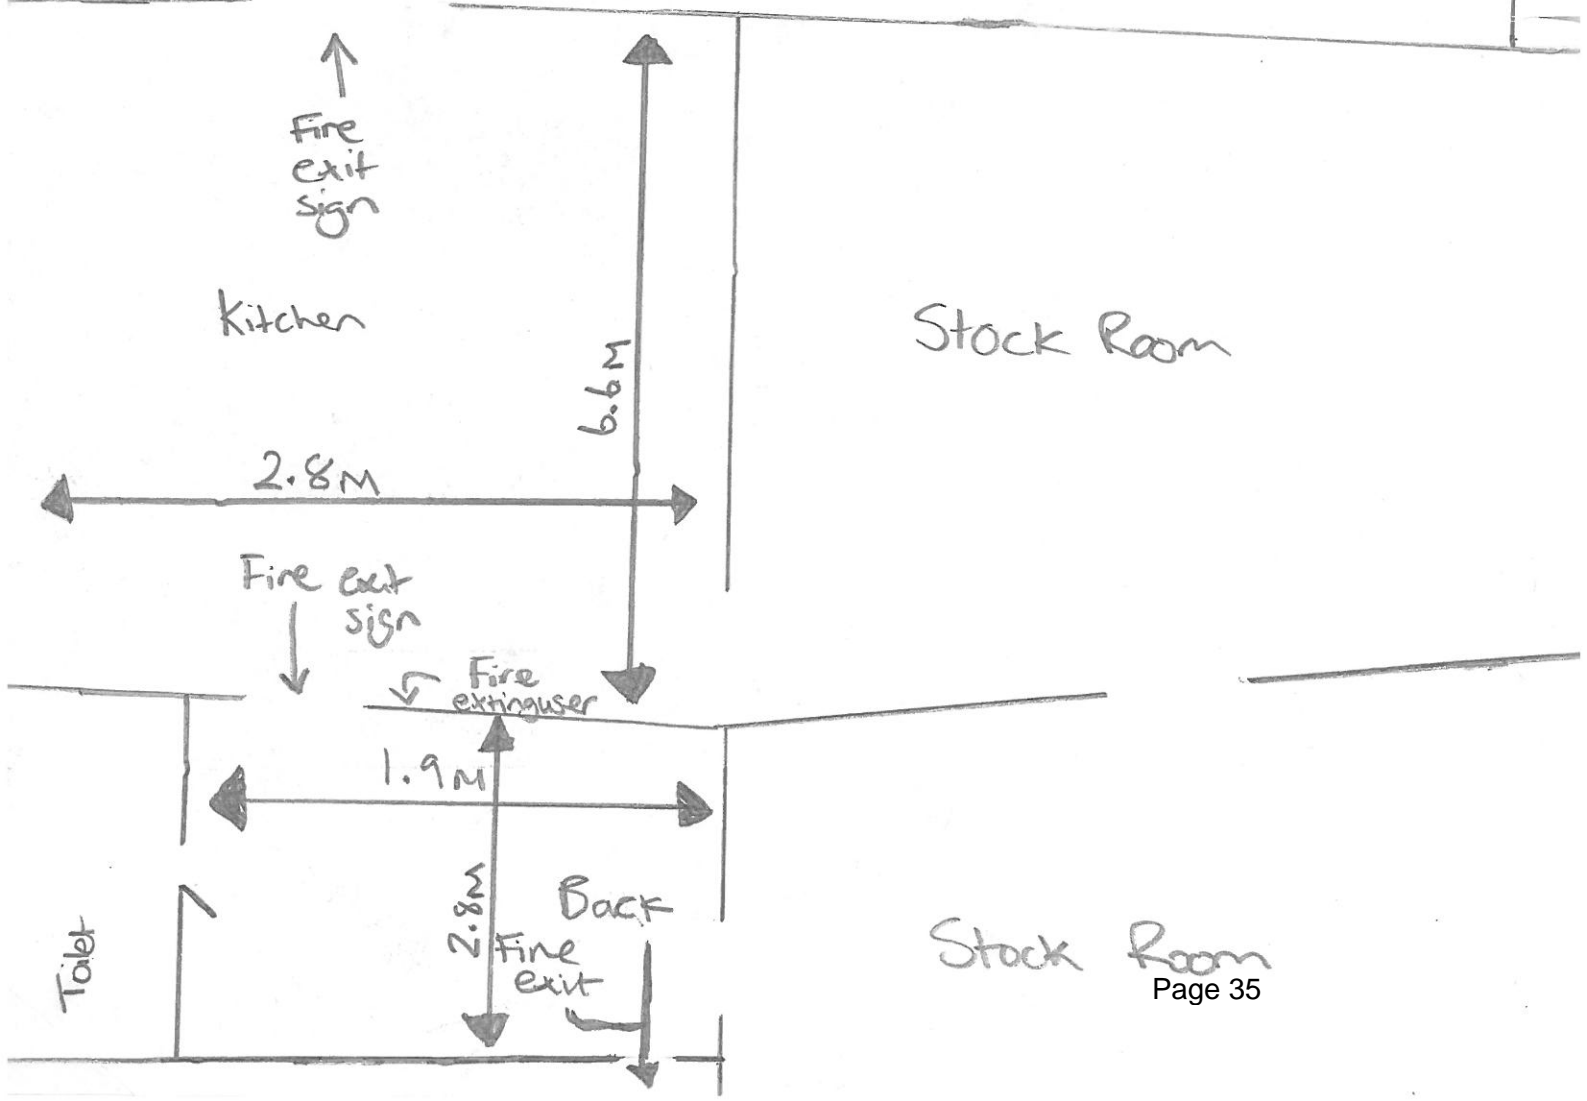 Fire
exit
sign
Kitchen
Stock Room
6.6M
2.8M
Fire exit
sign
Fire
extinguser
1.9M
2.8M
Back
Fire
exit
Toilet
Stock Room
Page 35